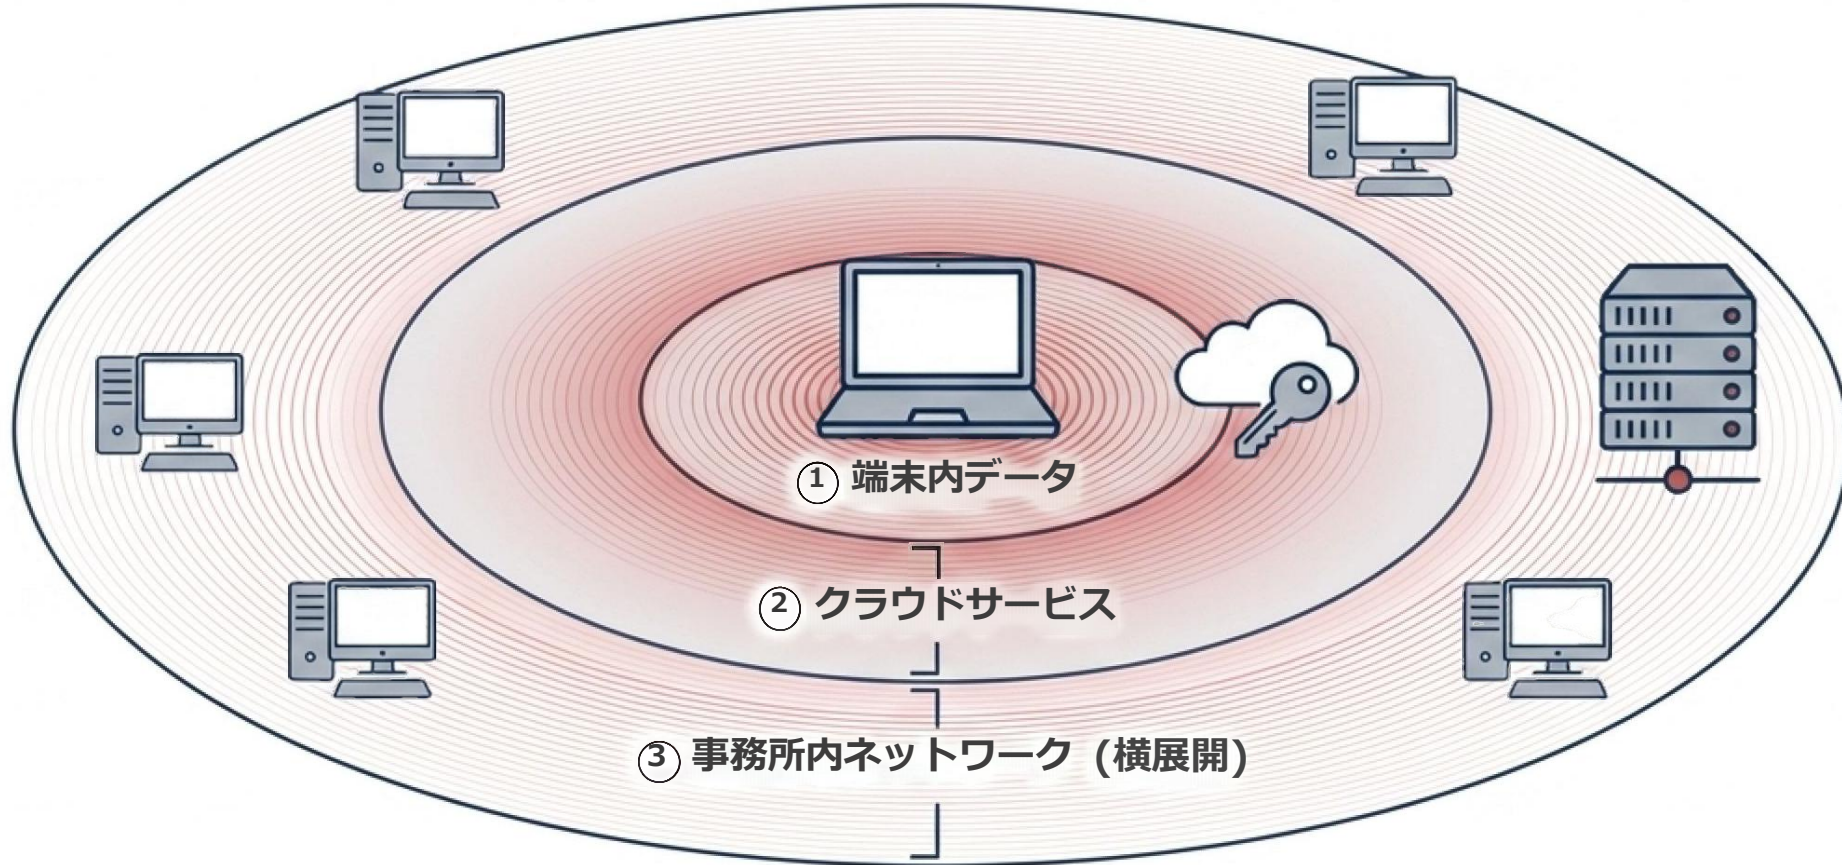 ① 端末内データ
② クラウドサービス
③ 事務所内ネットワーク (横展開)